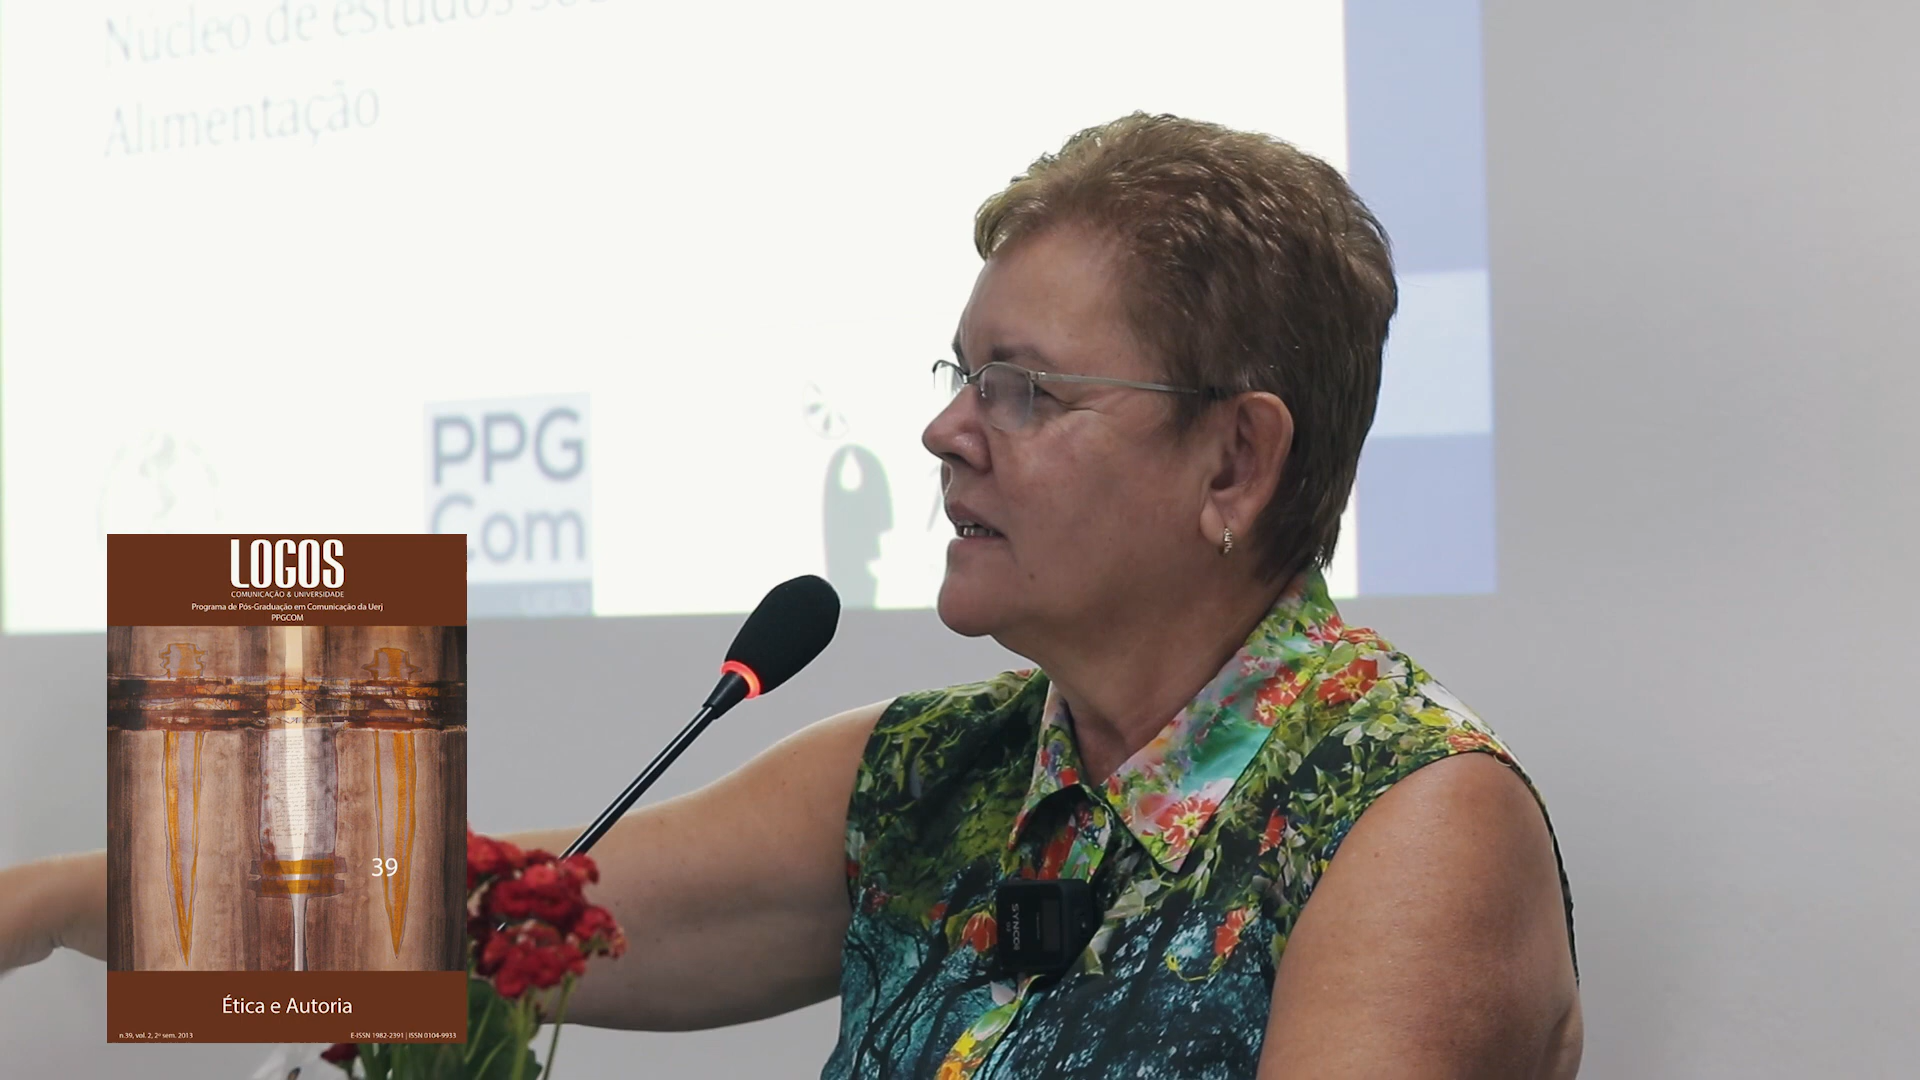 Núcleo de estudos
Alimentação
PPG
Com
LOGOS
COMUNICAÇÃO & UNIVERSIDADE
Programa de Pós-Graduação em Comunicação da Uerj
PPGCOM
39
Ética e Autoria
n.39, vol. 2, 2º sem. 2013
E-ISSN 1982-2391 | ISSN 0104-9933
SYNCO